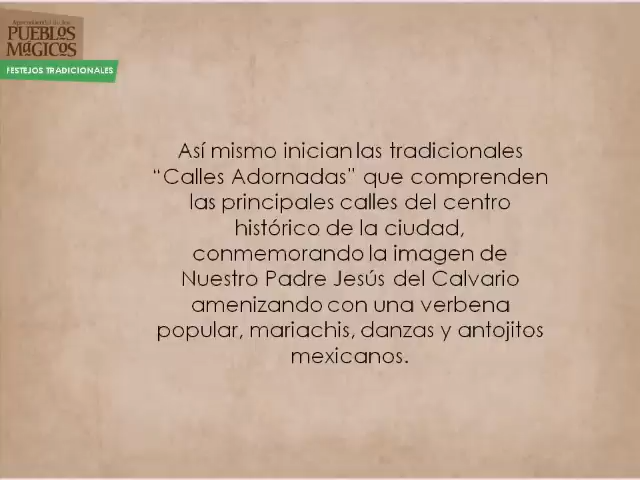 PUEBLOS
MÁGICOS
FESTEJOS TRADICIONALES
Así mismo inician las tradicionales
“Calles Adornadas” que comprenden
las principales calles del centro
histórico de la ciudad,
conmemorando la imagen de
Nuestro Padre Jesús del Calvario
amenizando con una verbena
popular, mariachis, danzas y antojitos
mexicanos.